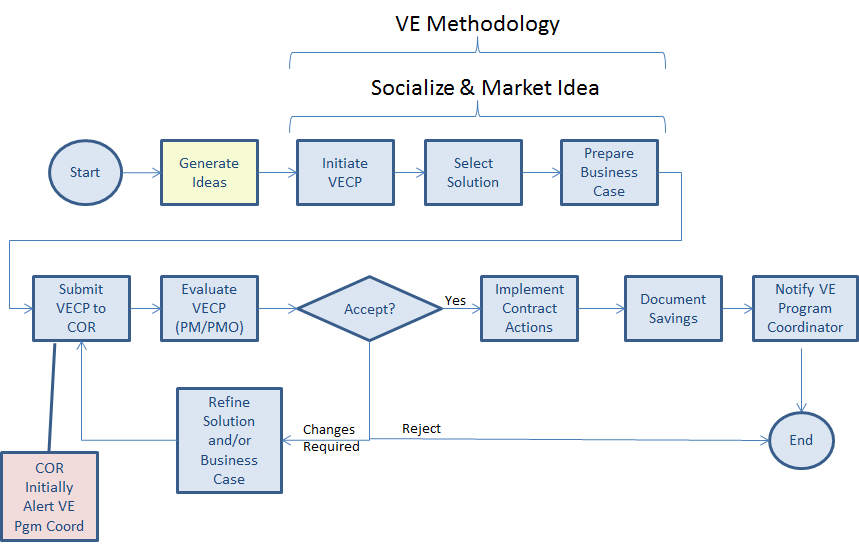 VE Methodology
Socialize & Market Idea
Start
Generate
Ideas
Initiate
VECP
Select
Solution
Prepare
Business
Case
Submit
VECP to
COR
Evaluate
VECP
(PM/PMO)
Accept?
Yes
Implement
Contract
Actions
Document
Savings
Notify VE
Program
Coordinator
Refine
Solution
and/or
Business
Case
Changes
Required
Reject
End
COR
Initially
Alert VE
Pgm Coord